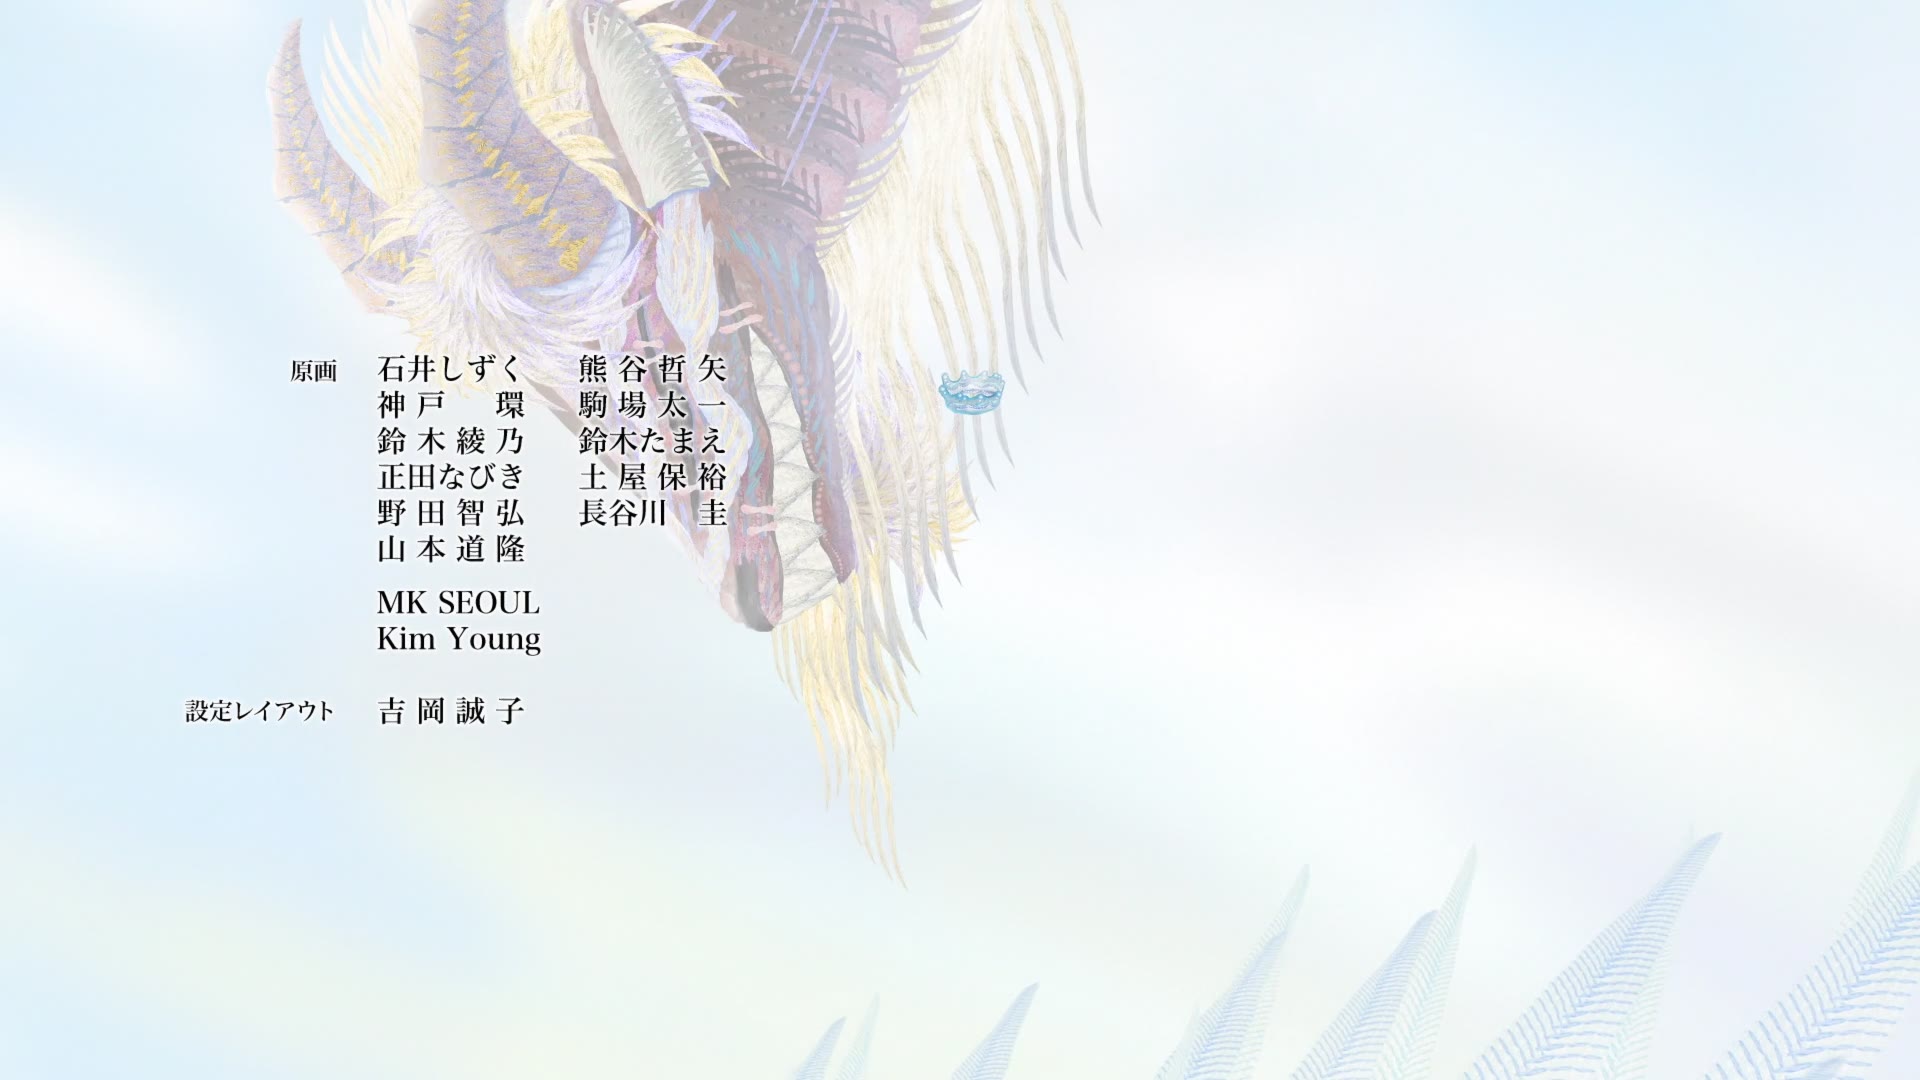 原画 石井しずく 熊谷哲矢
神戸 環 駒場太一
鈴木綾乃 鈴木たまえ
正田なびき 土屋保裕
野田智弘 長谷川 圭
山本道隆
MK SEOUL
Kim Young
設定レイアウト 吉岡誠子